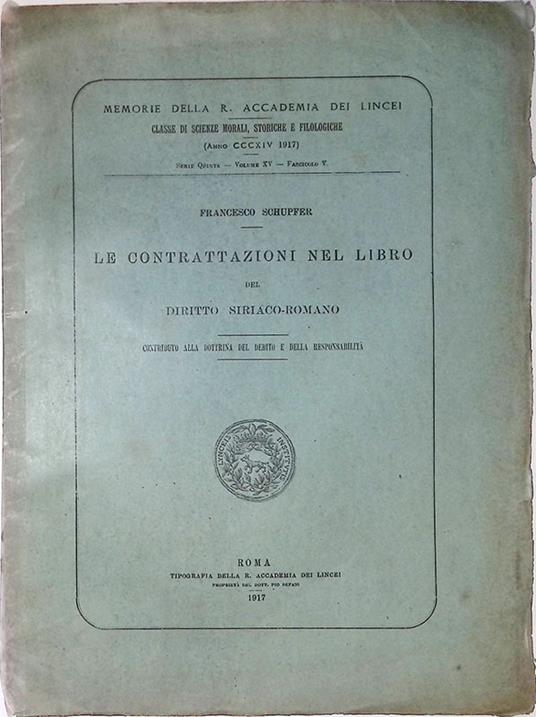 MEMORIE DELLA R. ACCADEMIA DEI LINCEI
CLASSE DI SCIENZE MORALI, STORICHE E FILOLOGICHE
(ANNO CCCXIV 1917)
SERIE QUINTA — VOLUME XV — FASCICOLO V.
FRANCESCO SCHUPFER
LE CONTRATTAZIONI NEL LIBRO
DEL
DIRITTO SIRIACO-ROMANO
CONTRIBUTO ALLA DOTTRINA DEL DEBITO E DELLA RESPONSABILITÀ
LYNCEIS INSTITVTIS
ROMA
TIPOGRAFIA DELLA R. ACCADEMIA DEI LINCEI
PROPRIETÀ DEL DOTT. PIO BEFANI
1917